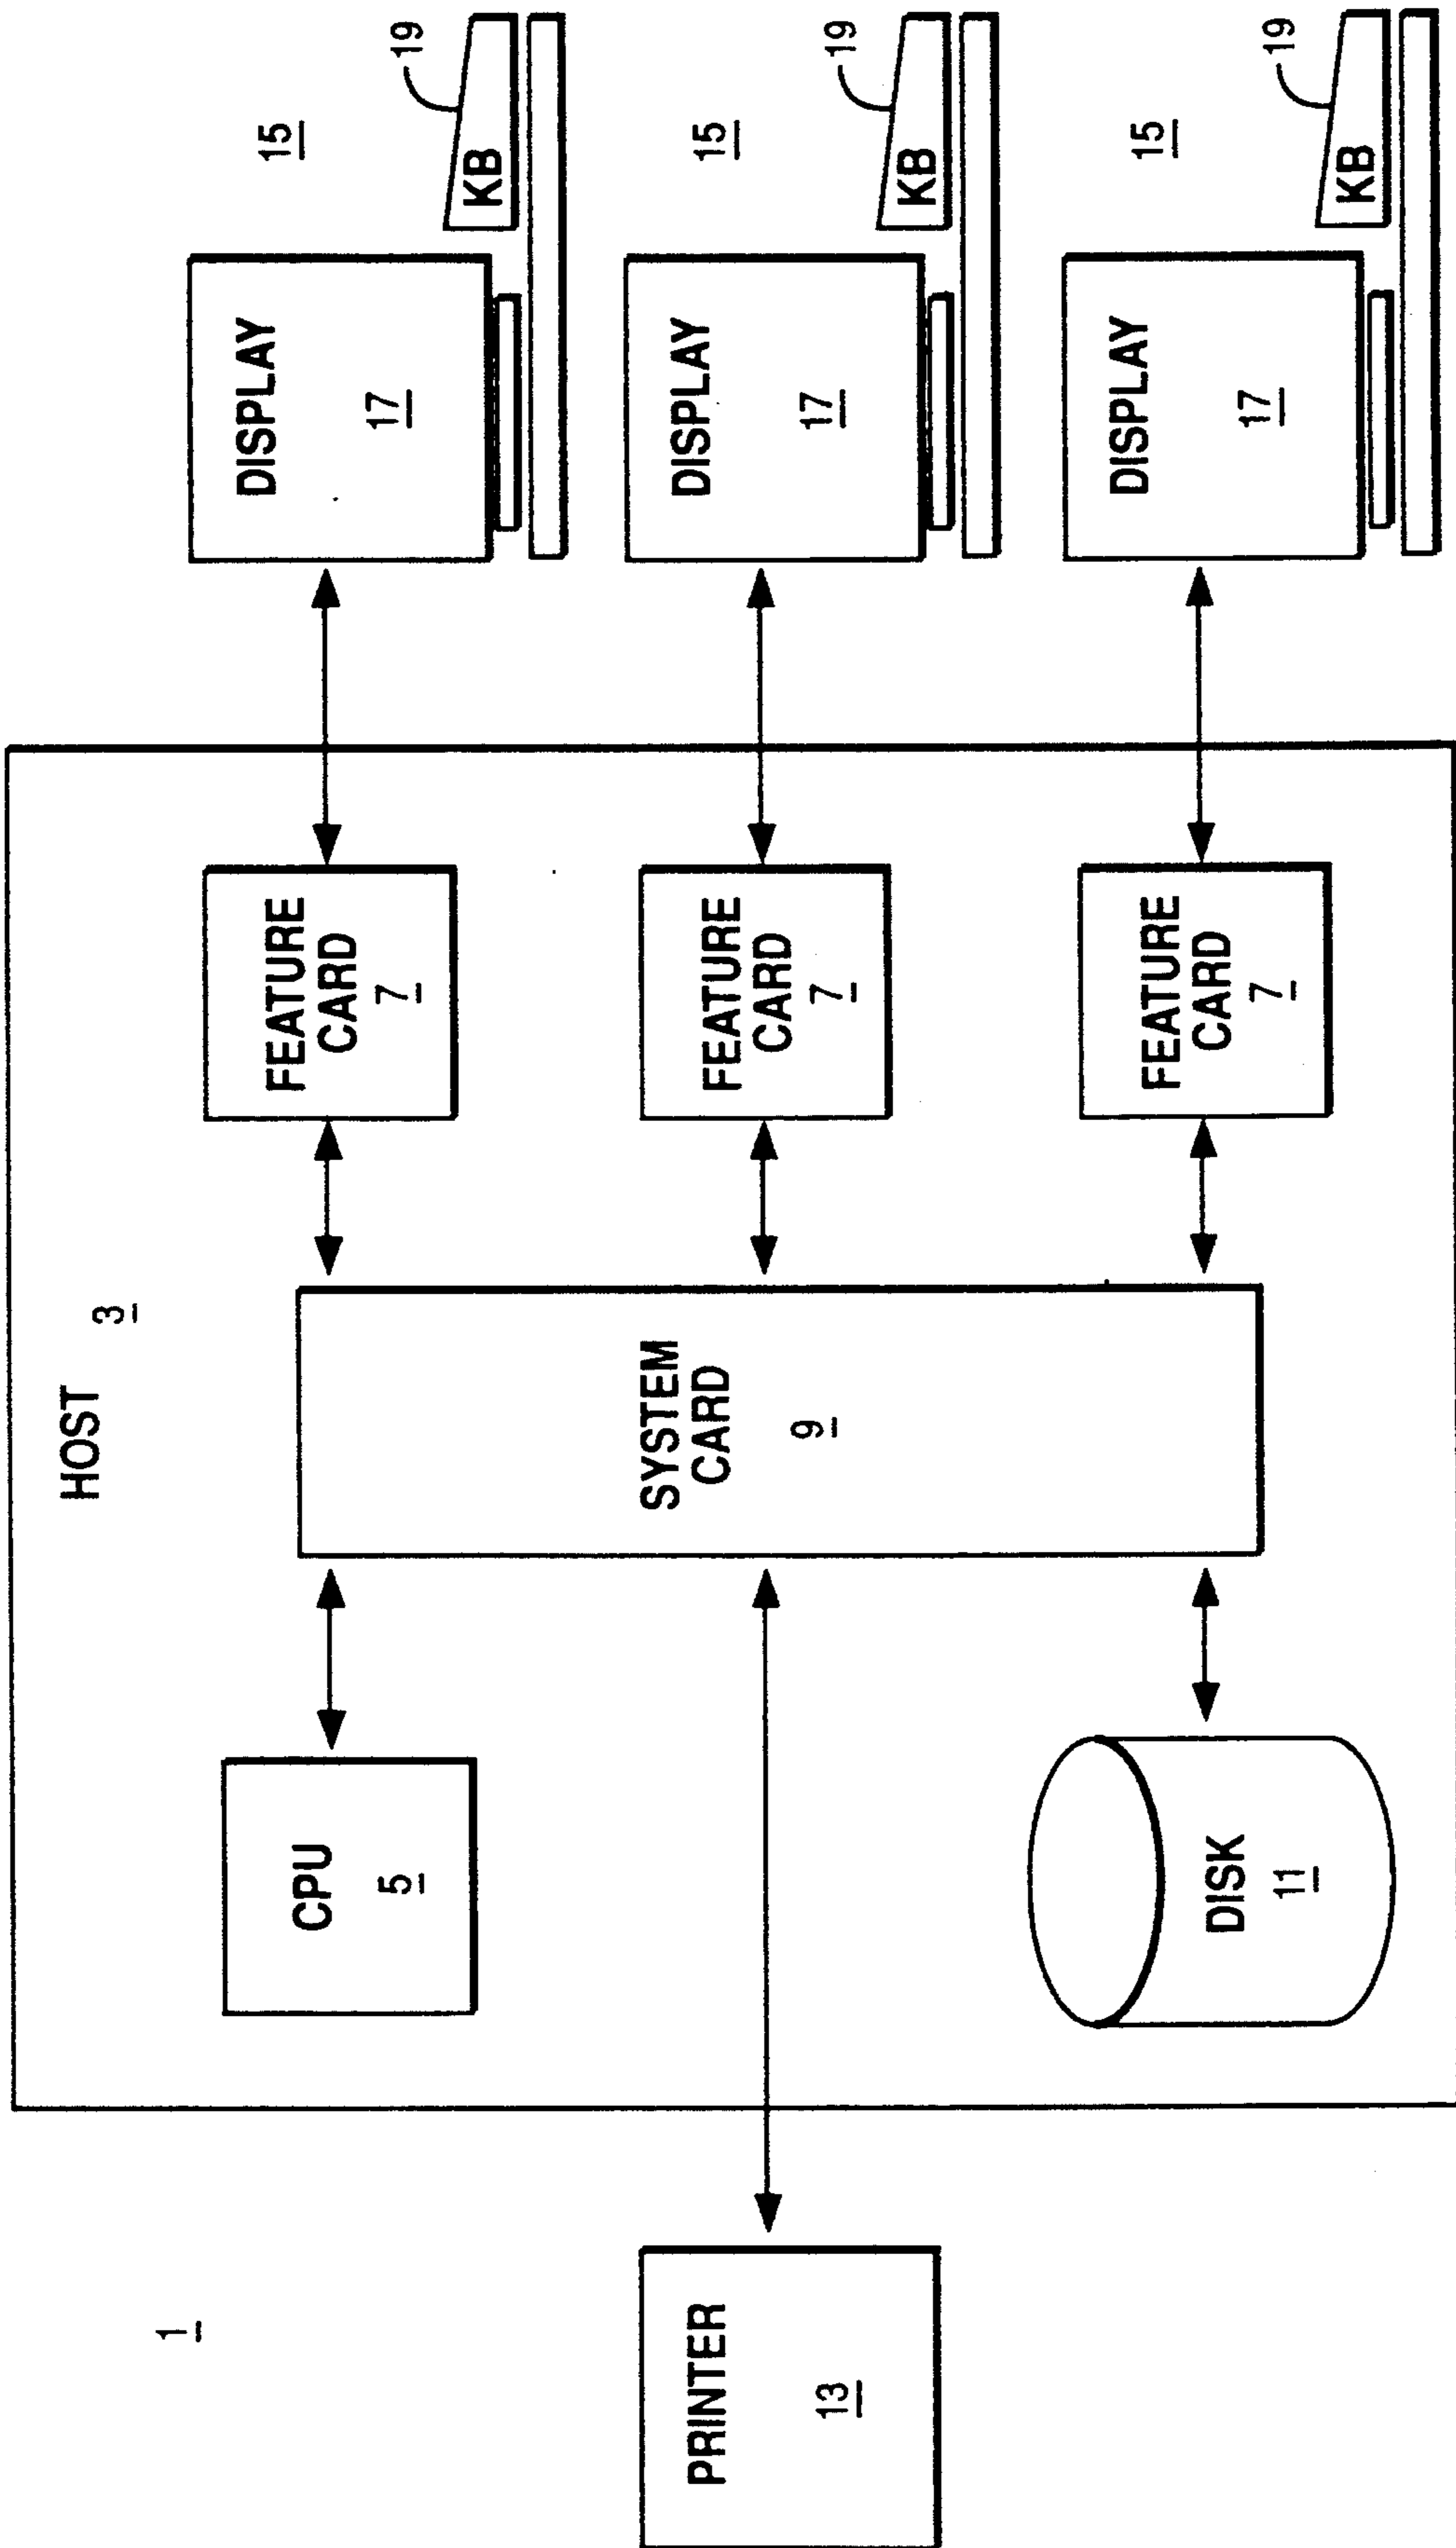 1
HOST 3
PRINTER
13
CPU
5
DISK
11
SYSTEM
CARD
9
FEATURE
CARD
7
FEATURE
CARD
7
FEATURE
CARD
7
DISPLAY
17
15
KB
19
DISPLAY
17
15
KB
19
DISPLAY
17
15
KB
19